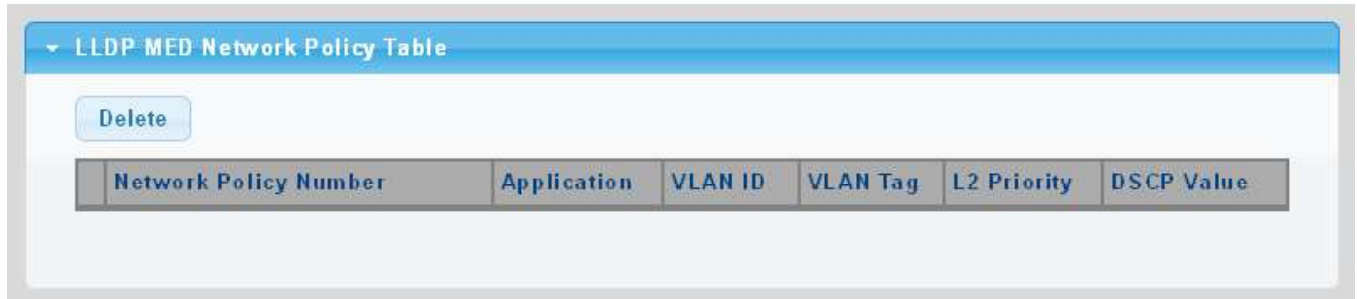 LLDP MED Network Policy Table
Delete
Network Policy Number Application VLAN ID VLAN Tag L2 Priority DSCP Value